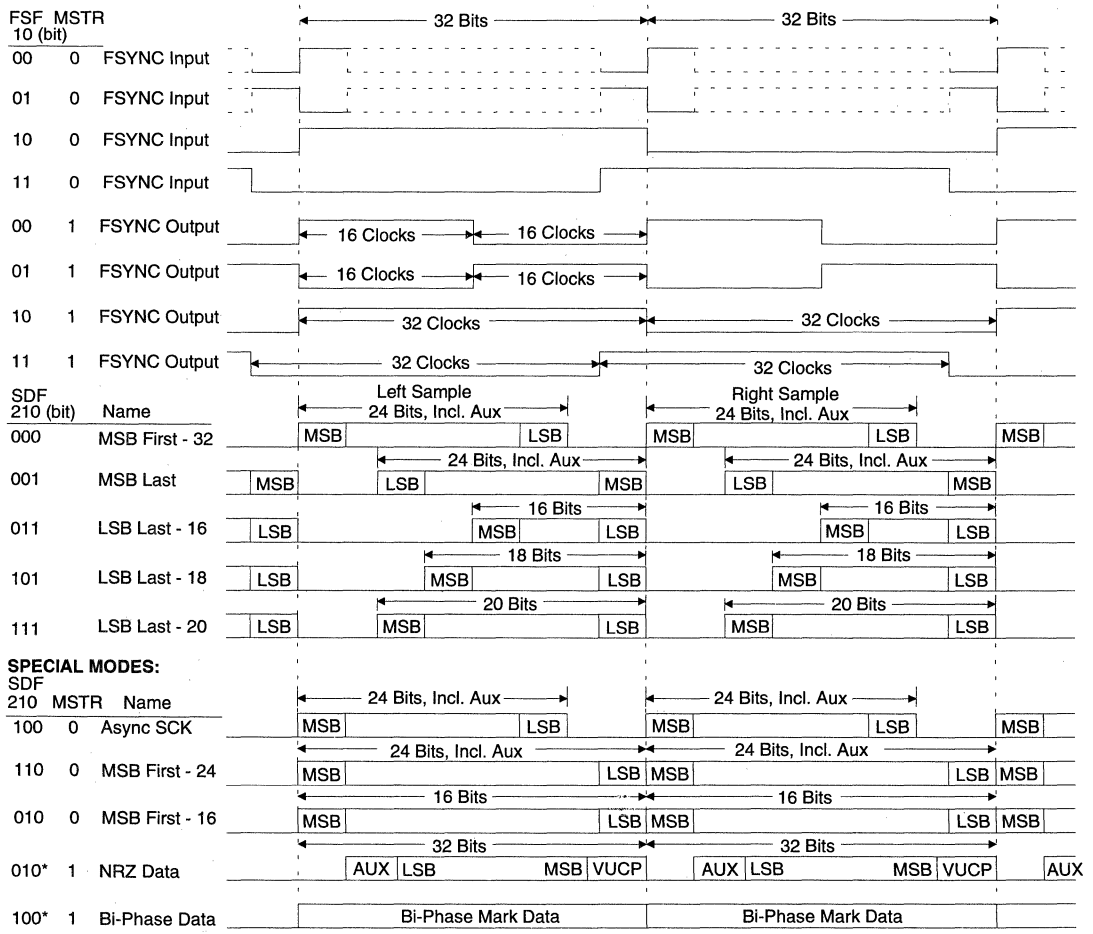 FSF MSTR 32 Bits 32 Bits
10 (bit)
00 0 FSYNC Input
01 0 FSYNC Input
10 0 FSYNC Input
11 0 FSYNC Input
00 1 FSYNC Output 16 Clocks 16 Clocks
01 1 FSYNC Output 16 Clocks 16 Clocks
10 1 FSYNC Output 32 Clocks 32 Clocks
11 1 FSYNC Output 32 Clocks 32 Clocks
SDF Left Sample Right Sample
210 (bit) Name 24 Bits, Incl. Aux 24 Bits, Incl. Aux
000 MSB First - 32 MSB LSB MSB LSB MSB
24 Bits, Incl. Aux 24 Bits, Incl. Aux
001 MSB Last MSB LSB MSB LSB MSB
16 Bits 16 Bits
011 LSB Last - 16 LSB MSB LSB MSB LSB
18 Bits 18 Bits
101 LSB Last - 18 LSB MSB LSB MSB LSB
20 Bits 20 Bits
111 LSB Last - 20 LSB MSB LSB MSB LSB
SPECIAL MODES:
SDF
210 MSTR Name 24 Bits, Incl. Aux 24 Bits, Incl. Aux
100 0 Async SCK MSB LSB MSB LSB MSB
24 Bits, Incl. Aux 24 Bits, Incl. Aux
110 0 MSB First - 24 MSB LSB MSB LSB MSB
16 Bits 16 Bits
010 0 MSB First - 16 MSB LSB MSB LSB MSB
32 Bits 32 Bits
010* 1 NRZ Data AUX LSB MSB VUCP AUX LSB MSB VUCP AUX
100* 1 Bi-Phase Data Bi-Phase Mark Data Bi-Phase Mark Data